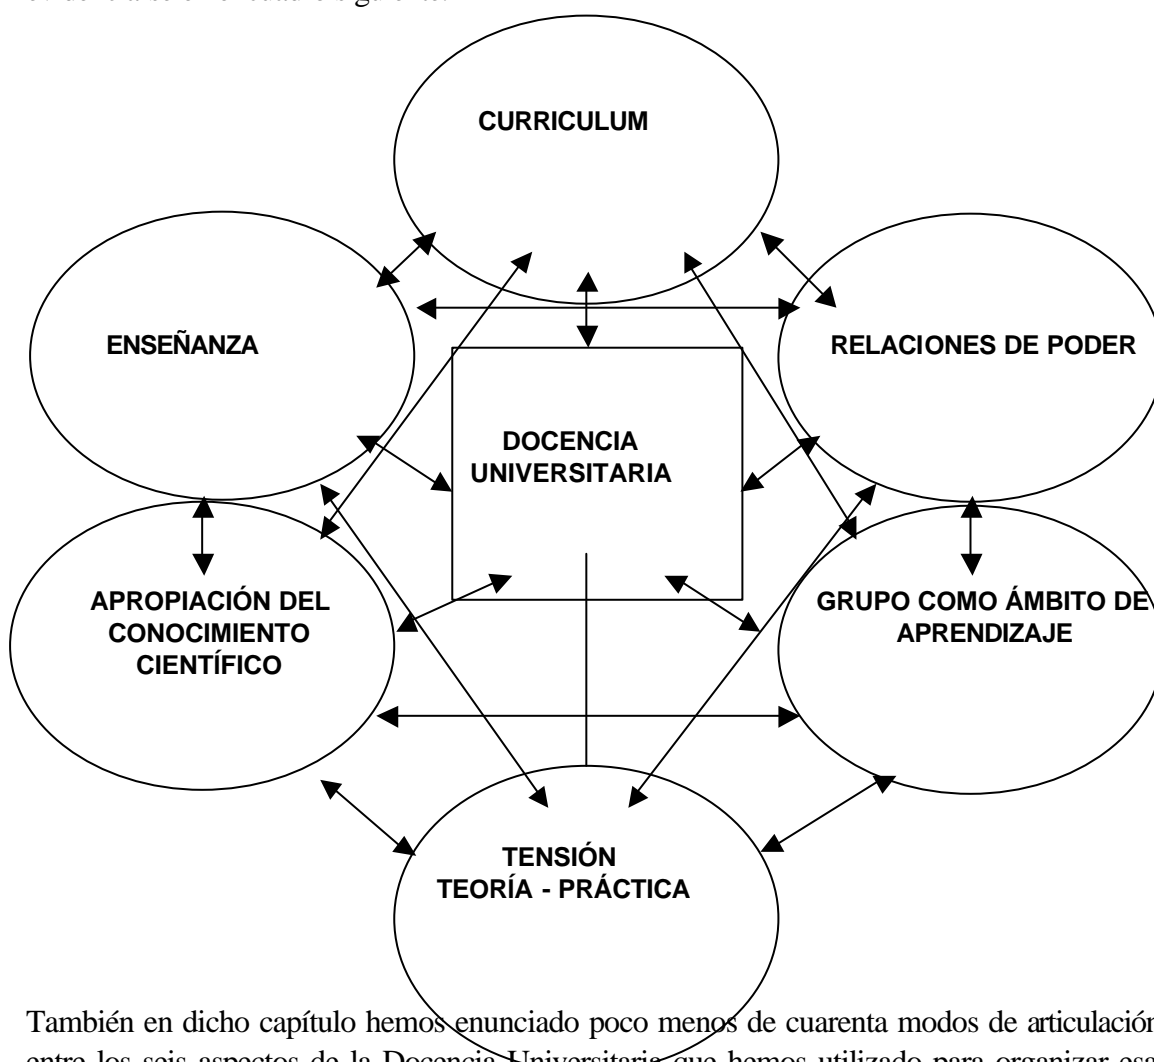 CURRICULUM
ENSEÑANZA
RELACIONES DE PODER
DOCENCIA
UNIVERSITARIA
APROPIACIÓN DEL
CONOCIMIENTO
CIENTÍFICO
GRUPO COMO ÁMBITO DE
APRENDIZAJE
TENSIÓN
TEORÍA - PRÁCTICA
También en dicho capítulo hemos enunciado poco menos de cuarenta modos de articulación
entre los seis aspectos de la Docencia Universitaria que hemos utilizado para organizar esa